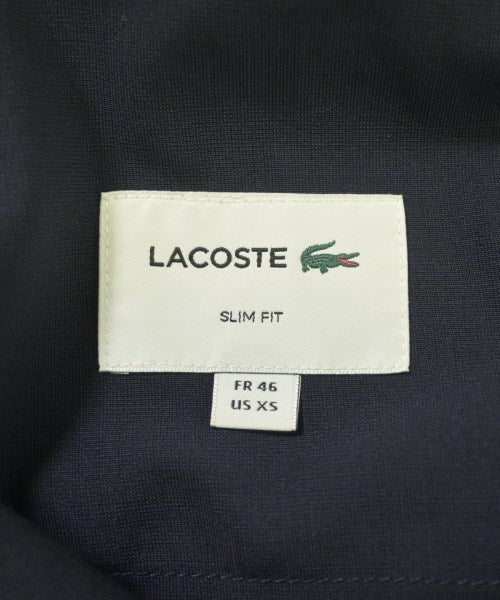 LACOSTE
SLIM FIT
FR 46
US XS